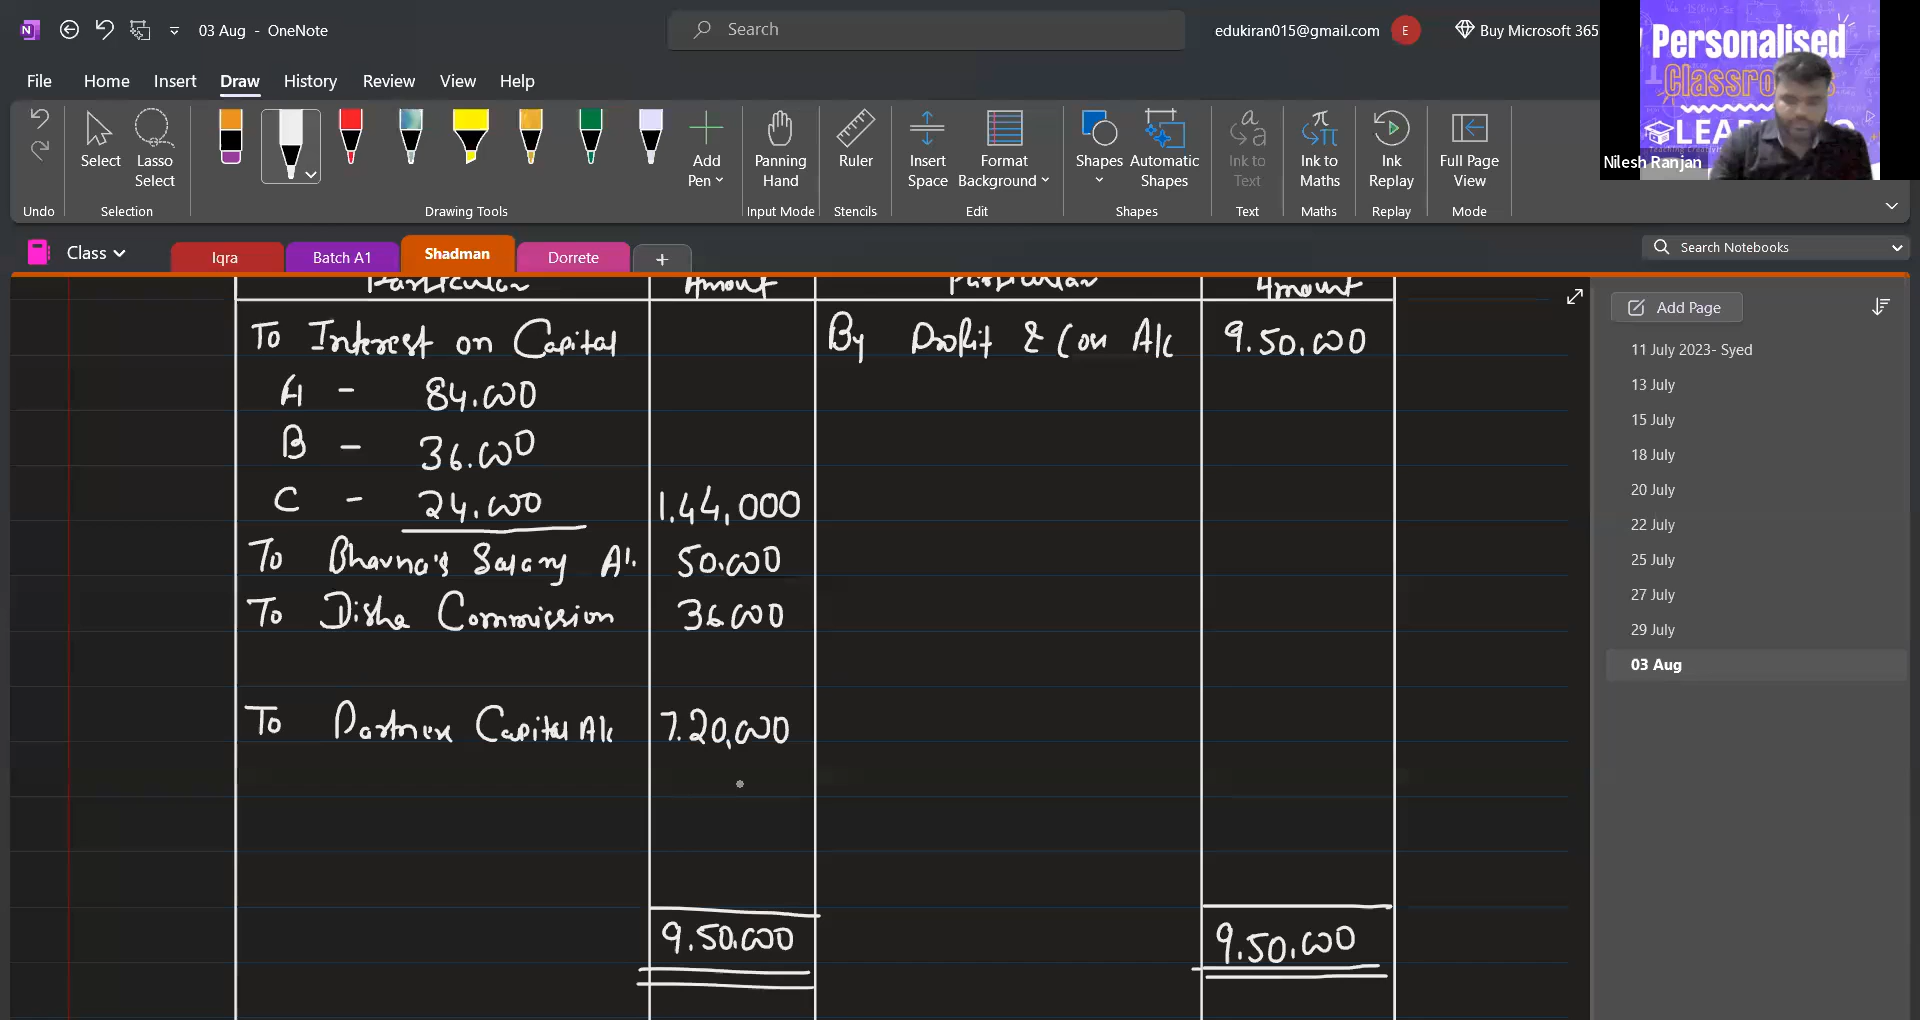 03 Aug - OneNote
Search
edukiran015@gmail.com
E
Buy Microsoft 365
Personalised
Classro
LEAR
Nilesh Ranjan
File Home Insert Draw History Review View Help
Select
Lasso Select
Add Pen
Panning Hand
Ruler
Insert Space
Format Background
Shapes
Automatic Shapes
Ink to Text
Ink to Maths
Ink Replay
Full Page View
Undo Selection Drawing Tools Input Mode Stencils Edit Shapes Text Maths Replay Mode
Class Iqra Batch A1 Shadman Dorrete +
Search Notebooks
Particular Amount Particular Amount
To Interest on Capital By Profit & Loss A/c 9.50.000
A - 84.000
B - 36.000
C - 24.000 1.44,000
To Bhavna's Salary A/. 50.000
To Disha Commission 36000
To Partners Capital A/c 7.20,000
9.50.000 9.50.000
Add Page
11 July 2023- Syed
13 July
15 July
18 July
20 July
22 July
25 July
27 July
29 July
03 Aug